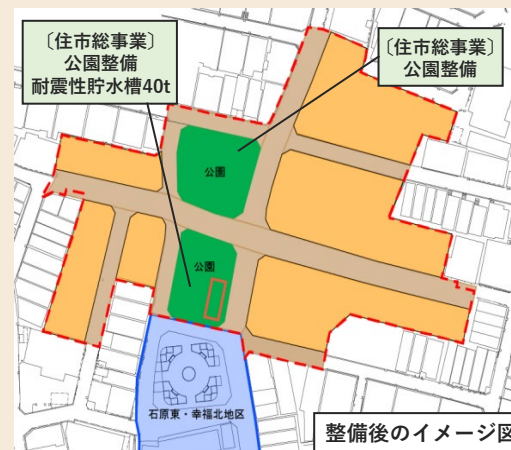 〔住市総事業〕
公園整備
耐震性貯水槽40t
〔住市総事業〕
公園整備
公園
公園
石原東・幸福北地区
整備後のイメージ図